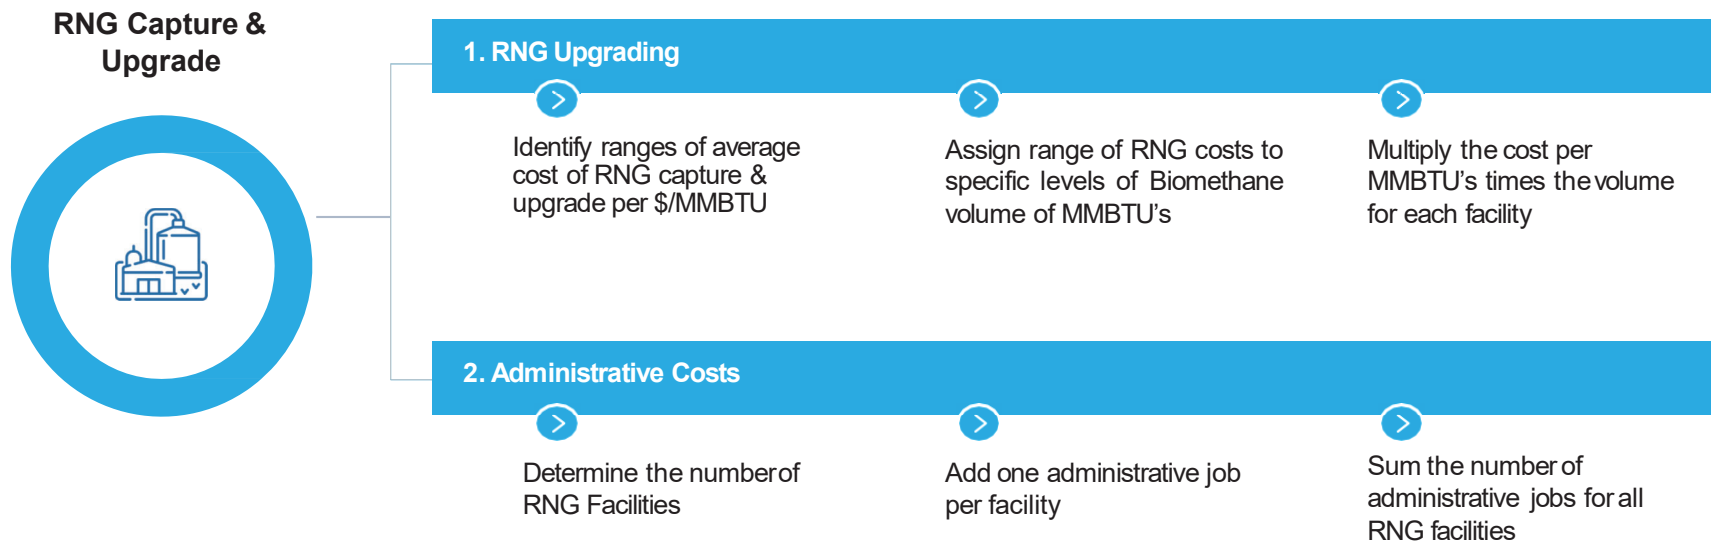 RNG Capture &
Upgrade
1. RNG Upgrading
Identify ranges of average
cost of RNG capture &
upgrade per $/MMBTU
Assign range of RNG costs to
specific levels of Biomethane
volume of MMBTU’s
Multiply the cost per
MMBTU’s times the volume
for each facility
2. Administrative Costs
Determine the number of
RNG Facilities
Add one administrative job
per facility
Sum the number of
administrative jobs for all
RNG facilities